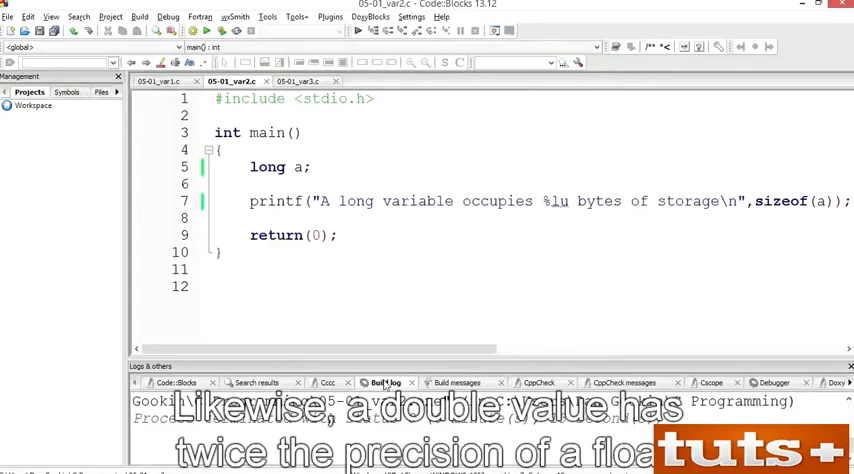 05-01_var2.c - Code::Blocks 13.12
File Edit View Search Project Build Debug Fortran wxSmith Tools Tools+ Plugins DoxyBlocks Settings Help
<global> main() : int
/** *<
Management
Projects Symbols Files
Workspace
05-01_var1.c 05-01_var2.c 05-01_var3.c
1 #include <stdio.h>
2
3 int main()
4 {
5 long a;
6
7 printf("A long variable occupies %lu bytes of storage\n",sizeof(a));
8
9 return(0);
10 }
11
12
Logs & others
Code::Blocks Search results Cccc Build log Build messages CppCheck CppCheck messages Cscope Debugger Doxy
Programming)
Likewise, a double value has
twice the precision of a floa
tuts+